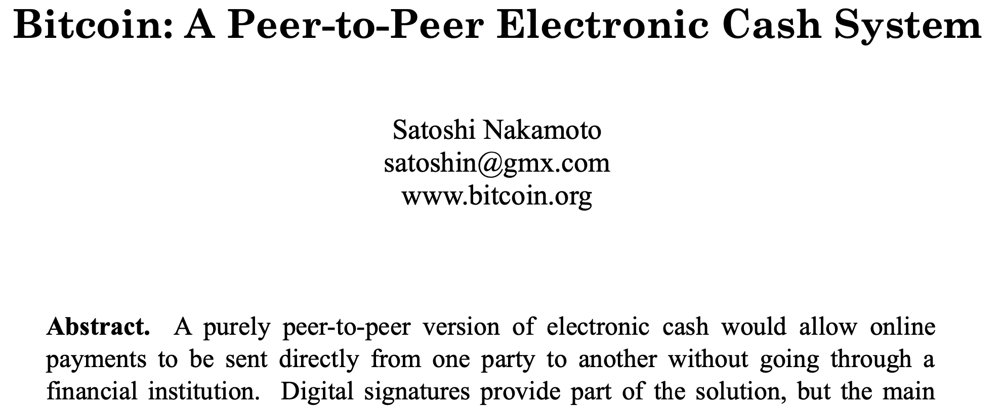 Bitcoin: A Peer-to-Peer Electronic Cash System
Satoshi Nakamoto
satoshin@gmx.com
www.bitcoin.org
Abstract. A purely peer-to-peer version of electronic cash would allow online
payments to be sent directly from one party to another without going through a
financial institution. Digital signatures provide part of the solution, but the main